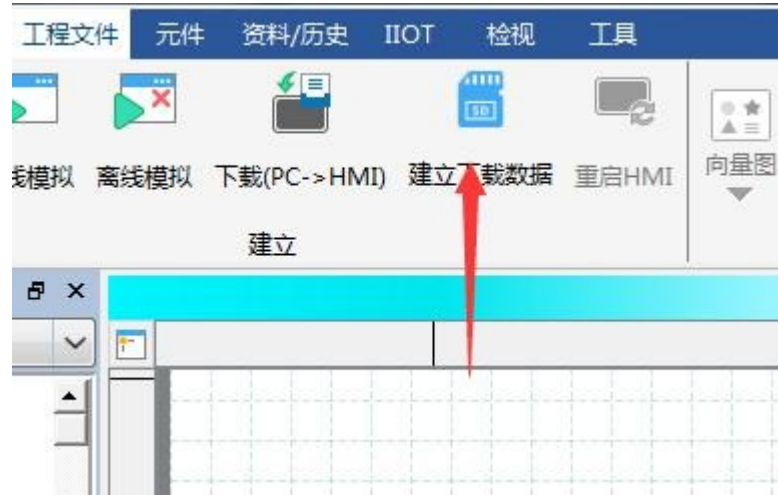 工程文件 元件 资料/历史 IIOT 检视 工具
SD
线模拟 离线模拟 下载(PC->HMI) 建立下载数据 重启HMI 向量图
建立